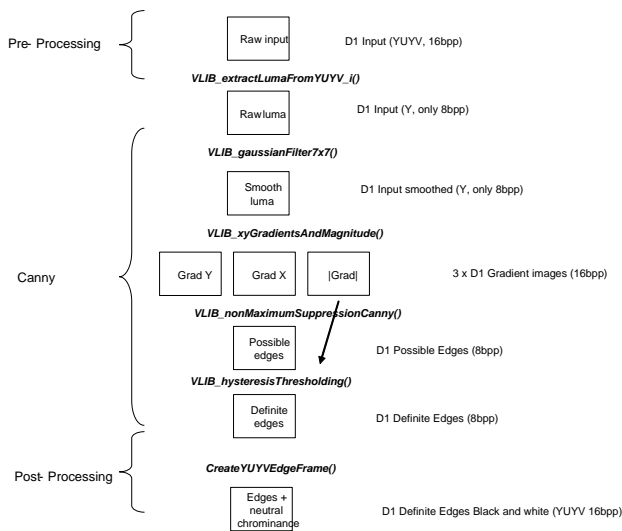 Pre- Processing
Raw input
D1 Input (YUYV, 16bpp)
VLIB_extractLumaFromYUYV_i()
Raw luma
D1 Input (Y, only 8bpp)
VLIB_gaussianFilter7x7()
Smooth
luma
D1 Input smoothed (Y, only 8bpp)
VLIB_xyGradientsAndMagnitude()
Canny
Grad Y
Grad X
|Grad|
3 x D1 Gradient images (16bpp)
VLIB_nonMaximumSuppressionCanny()
Possible
edges
D1 Possible Edges (8bpp)
VLIB_hysteresisThresholding()
Definite
edges
D1 Definite Edges (8bpp)
Post- Processing
CreateYUYVEdgeFrame()
Edges +
neutral
chrominance
D1 Definite Edges Black and white (YUYV 16bpp)